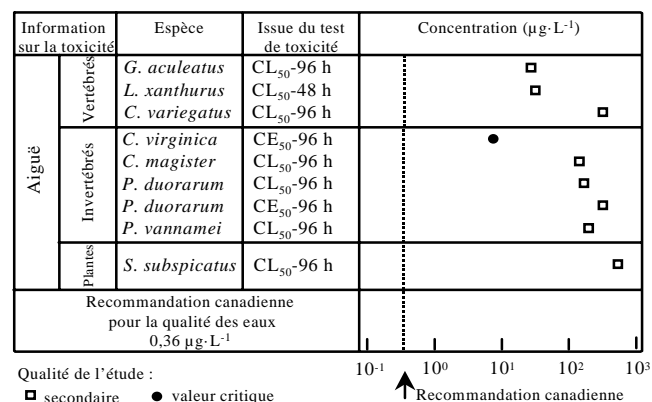 Information Espèce Issue du test Concentration (µg·L⁻¹)
sur la toxicité de toxicité
Aiguë
Vertébrés
G. aculeatus CL₅₀-96 h
L. xanthurus CL₅₀-48 h
C. variegatus CL₅₀-96 h
Invertébrés
C. virginica CE₅₀-96 h
C. magister CL₅₀-96 h
P. duorarum CL₅₀-96 h
P. duorarum CE₅₀-96 h
P. vannamei CL₅₀-96 h
Plantes
S. subspicatus CL₅₀-96 h
Recommandation canadienne
pour la qualité des eaux
0,36 µg·L⁻¹
10⁻¹ 10⁰ 10¹ 10² 10³
Qualité de l'étude :
secondaire valeur critique Recommandation canadienne